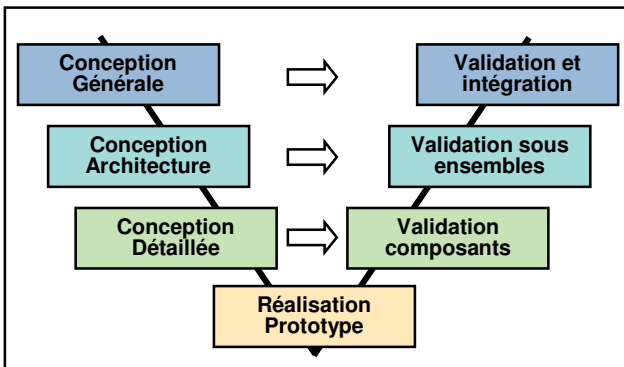 Conception
Générale
Validation et
intégration
Conception
Architecture
Validation sous
ensembles
Conception
Détaillée
Validation
composants
Réalisation
Prototype